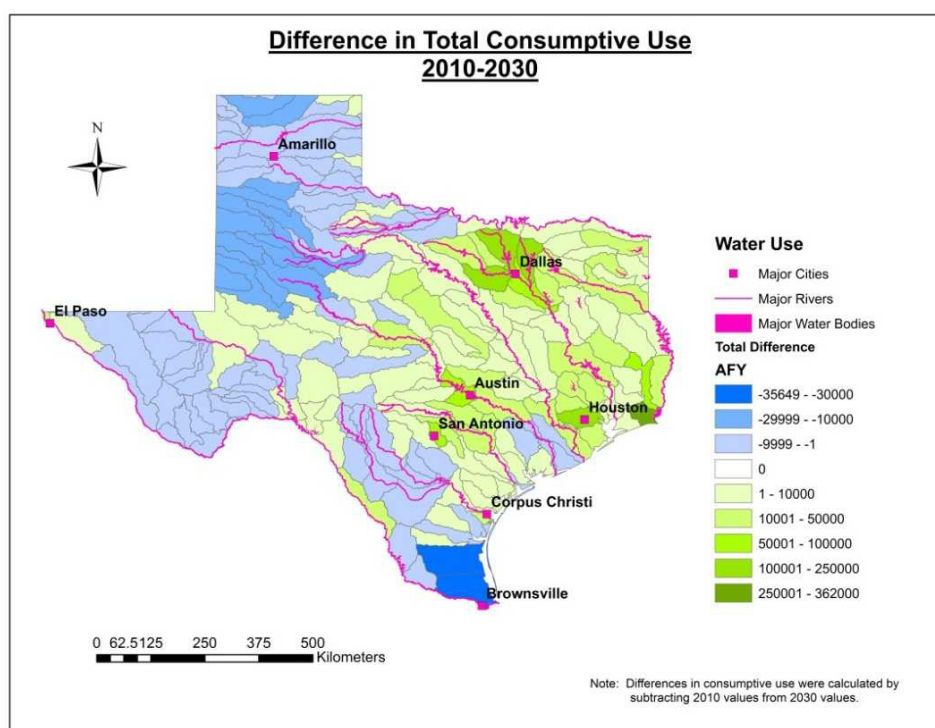 Difference in Total Consumptive Use
2010-2030
N
Amarillo
Dallas
El Paso
Austin
Houston
San Antonio
Corpus Christi
Brownsville
Water Use
Major Cities
Major Rivers
Major Water Bodies
Total Difference
AFY
-35649 - -30000
-29999 - -10000
-9999 - -1
0
1 - 10000
10001 - 50000
50001 - 100000
100001 - 250000
250001 - 362000
0 62.5 125 250 375 500
Kilometers
Note: Differences in consumptive use were calculated by
subtracting 2010 values from 2030 values.